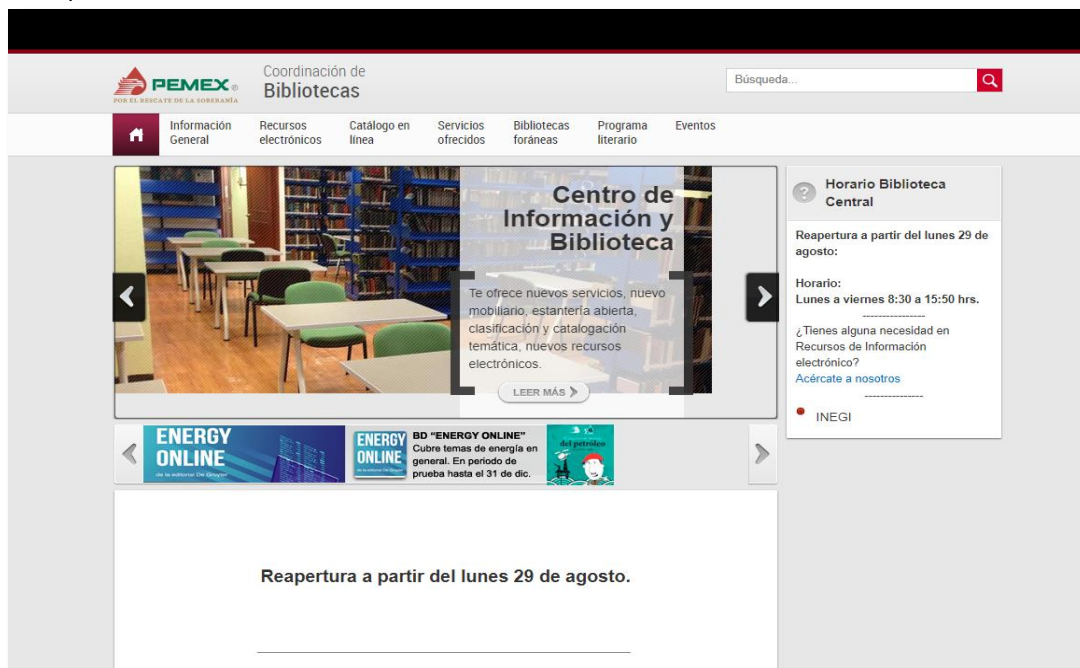 PEMEX®
POR EL RESCATE DE LA SOBERANÍA
Coordinación de
Bibliotecas
Búsqueda...
Información
General
Recursos
electrónicos
Catálogo en
línea
Servicios
ofrecidos
Bibliotecas
foráneas
Programa
literario
Eventos
Centro de
Información y
Biblioteca
Te ofrece nuevos servicios, nuevo
mobiliario, estantería abierta,
clasificación y catalogación
temática, nuevos recursos
electrónicos.
LEER MÁS
Horario Biblioteca
Central
Reapertura a partir del lunes 29 de
agosto:
Horario:
Lunes a viernes 8:30 a 15:50 hrs.
----------------
¿Tienes alguna necesidad en
Recursos de Información
electrónico?
Acércate a nosotros
---------------
INEGI
ENERGY
ONLINE
de la editorial De Gruyter
ENERGY
ONLINE
BD "ENERGY ONLINE"
Cubre temas de energía en
general. En periodo de
prueba hasta el 31 de dic.
del petróleo
Reapertura a partir del lunes 29 de agosto.